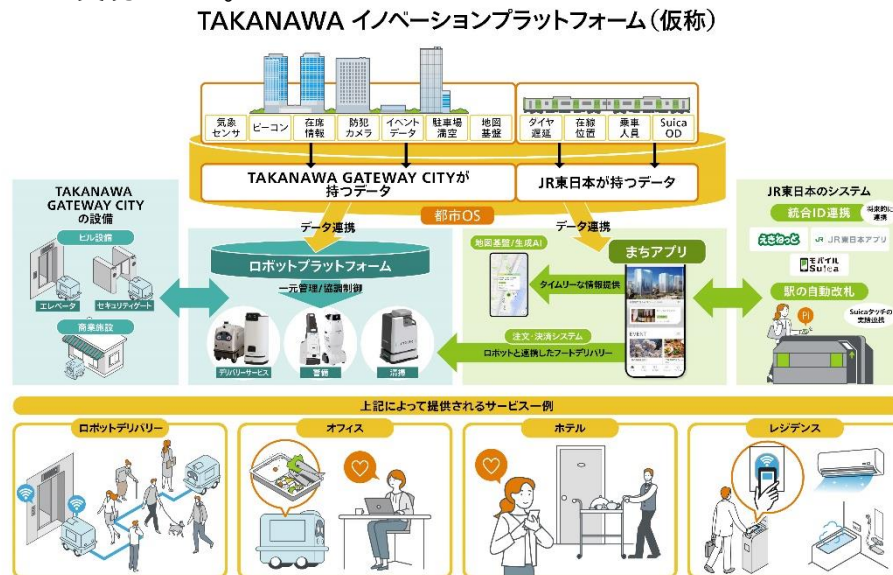 TAKANAWA イノベーションプラットフォーム（仮称）
気象
センサ
ビーコン
在席
情報
防犯
カメラ
イベント
データ
駐車場
満空
地図
基盤
ダイヤ
遅延
在線
位置
乗車
人員
Suica
OD
TAKANAWA GATEWAY CITYが
持つデータ
JR東日本が持つデータ
都市OS
データ連携
データ連携
TAKANAWA
GATEWAY CITY
の設備
ビル設備
エレベータ
セキュリティゲート
商業施設
ロボットプラットフォーム
一元管理/協調制御
デリバリーサービス
警備
清掃
地図基盤/生成AI
まちアプリ
タイムリーな情報提供
EVENT
注文・決済システム
ロボットと連携したフードデリバリー
JR東日本のシステム
統合ID連携
将来的に
連携
えきねっと
JR JR東日本アプリ
モバイル
Suica
駅の自動改札
Pi
Suicaタッチの
実績連携
上記によって提供されるサービス一例
ロボットデリバリー
オフィス
ホテル
レジデンス